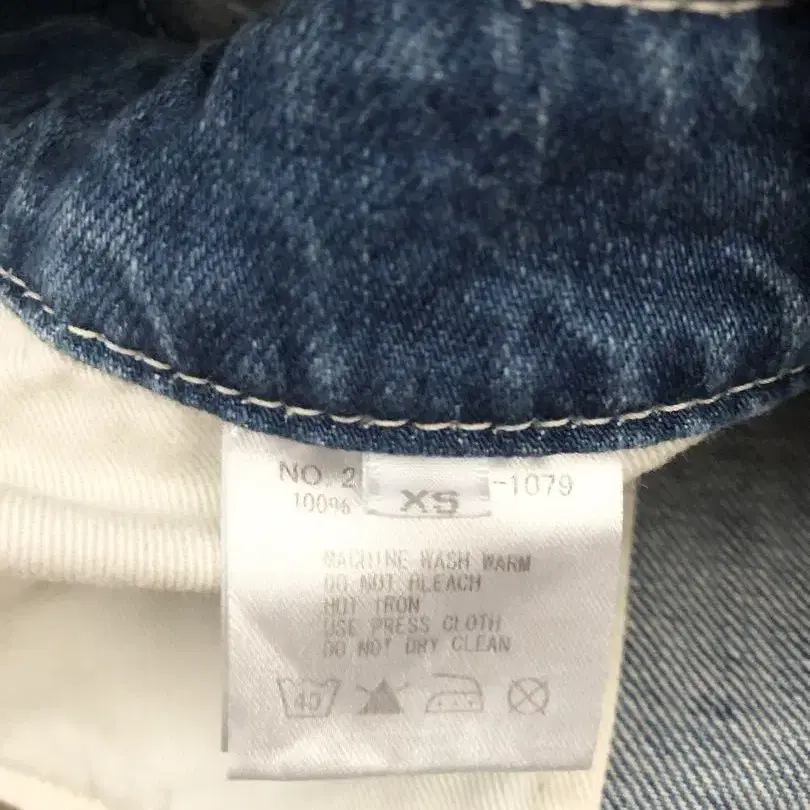 NO. 2 -1079
100%
XS
MACHINE WASH WARM
DO NOT BLEACH
HOT IRON
USE PRESS CLOTH
DO NOT DRY CLEAN
40